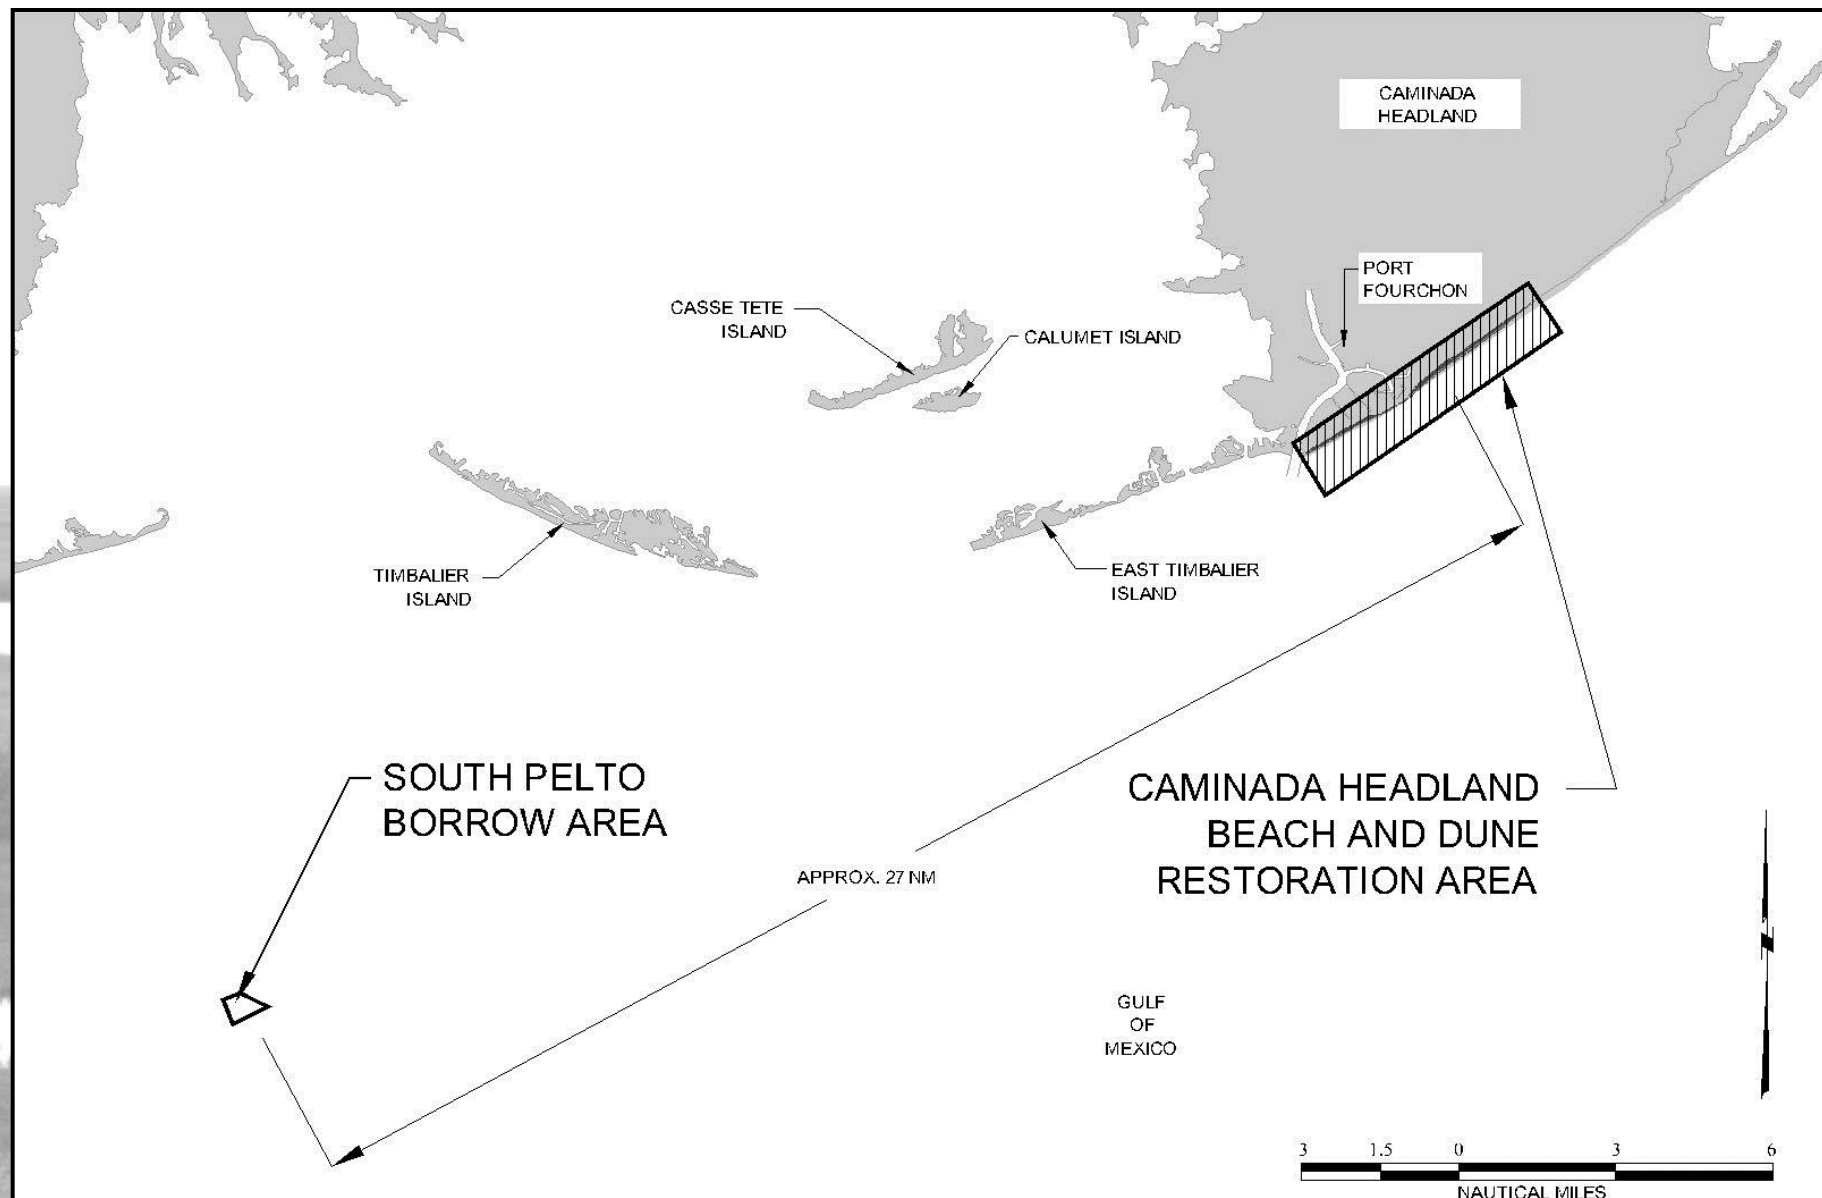 CAMINADA
HEADLAND
PORT
FOURCHON
CASSE TETE
ISLAND
CALUMET ISLAND
TIMBALIER
ISLAND
EAST TIMBALIER
ISLAND
SOUTH PELTO
BORROW AREA
CAMINADA HEADLAND
BEACH AND DUNE
RESTORATION AREA
APPROX. 27 NM
GULF
OF
MEXICO
N
3 1.5 0 3 6
NAUTICAL MILES